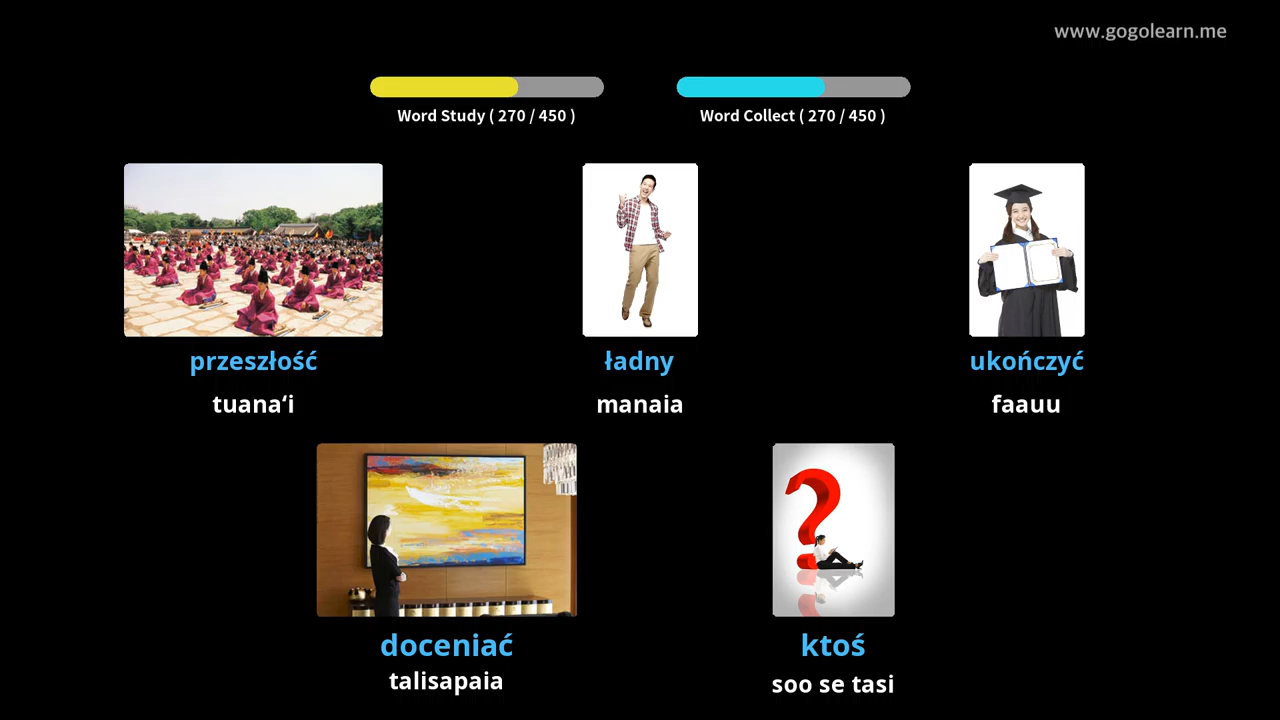 www.gogolearn.me
Word Study ( 270 / 450 )
Word Collect ( 270 / 450 )
przeszłość
tuana‘i
ładny
manaia
ukończyć
faauu
doceniać
talisapaia
ktoś
soo se tasi